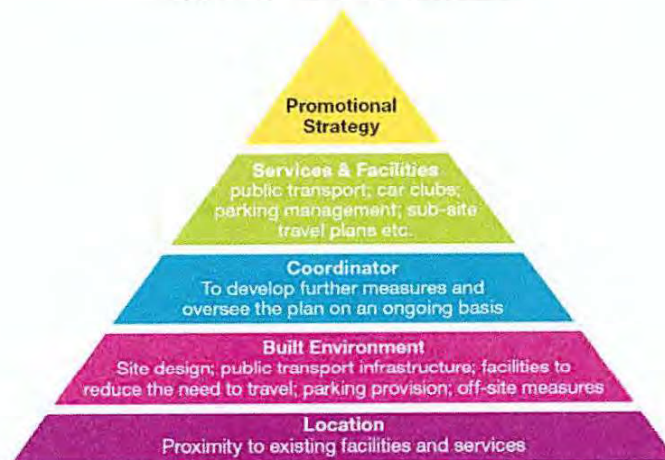 Promotional
Strategy
Services & Facilities
public transport; car clubs;
parking management; sub-site
travel plans etc.
Coordinator
To develop further measures and
oversee the plan on an ongoing basis
Built Environment
Site design; public transport infrastructure; facilities to
reduce the need to travel; parking provision; off-site measures
Location
Proximity to existing facilities and services